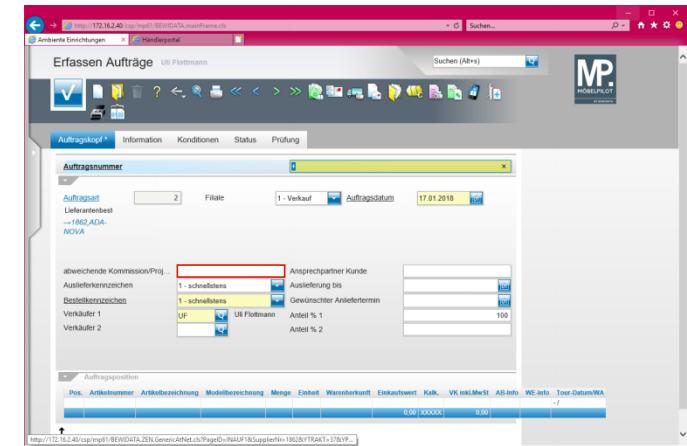 http://172.16.2.40/csp/mp61/BEWIDATA.mainFrame.cls
Suchen...
Ambiente Einrichtungen
Händlerportal
Erfassen Aufträge Uli Flottmann
Suchen (Alt+s)
MP
MÖBELPILOT
Auftragskopf * Information Konditionen Status Prüfung
Auftragsnummer +
Auftragsart 2 Filiale 1 - Verkauf Auftragsdatum 17.01.2018
Lieferantenbest
→1862,ADA-
NOVA
abweichende Kommission/Proj... Ansprechpartner Kunde
Auslieferkennzeichen 1 - schnellstens Auslieferung bis
Bestellkennzeichen 1 - schnellstens Gewünschter Anliefertermin
Verkäufer 1 UF Uli Flottmann Anteil % 1 100
Verkäufer 2 Anteil % 2
Auftragsposition
Pos. Artikelnummer Artikelbezeichnung Modellbezeichnung Menge Einheit Warenherkunft Einkaufswert Kalk. VK inkl.MwSt AB-Info WE-Info Tour-Datum/WA
- /
0,00 XXXXX 0,00
http://172.16.2.40/csp/mp61/BEWIDATA.ZEN.GenericAtNet.cls?PageID=INAUF1&SupplierNr=1862&YTRAKT=37&YP...